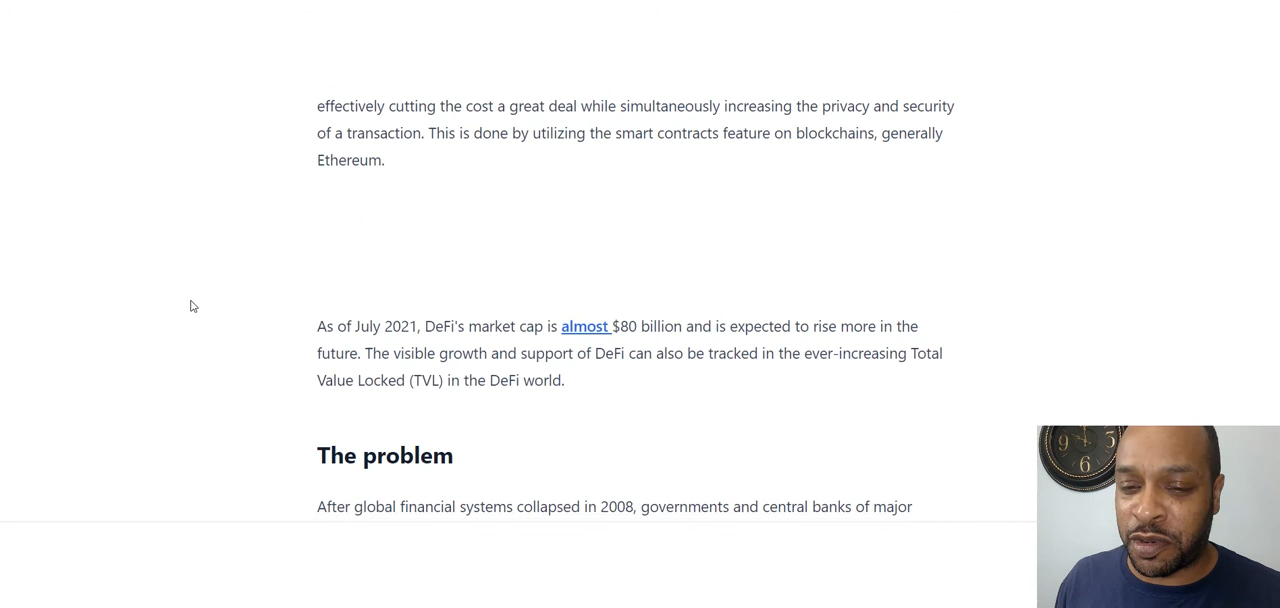 effectively cutting the cost a great deal while simultaneously increasing the privacy and security
of a transaction. This is done by utilizing the smart contracts feature on blockchains, generally
Ethereum.
As of July 2021, DeFi's market cap is almost $80 billion and is expected to rise more in the
future. The visible growth and support of DeFi can also be tracked in the ever-increasing Total
Value Locked (TVL) in the DeFi world.
The problem
After global financial systems collapsed in 2008, governments and central banks of major
9 3
6